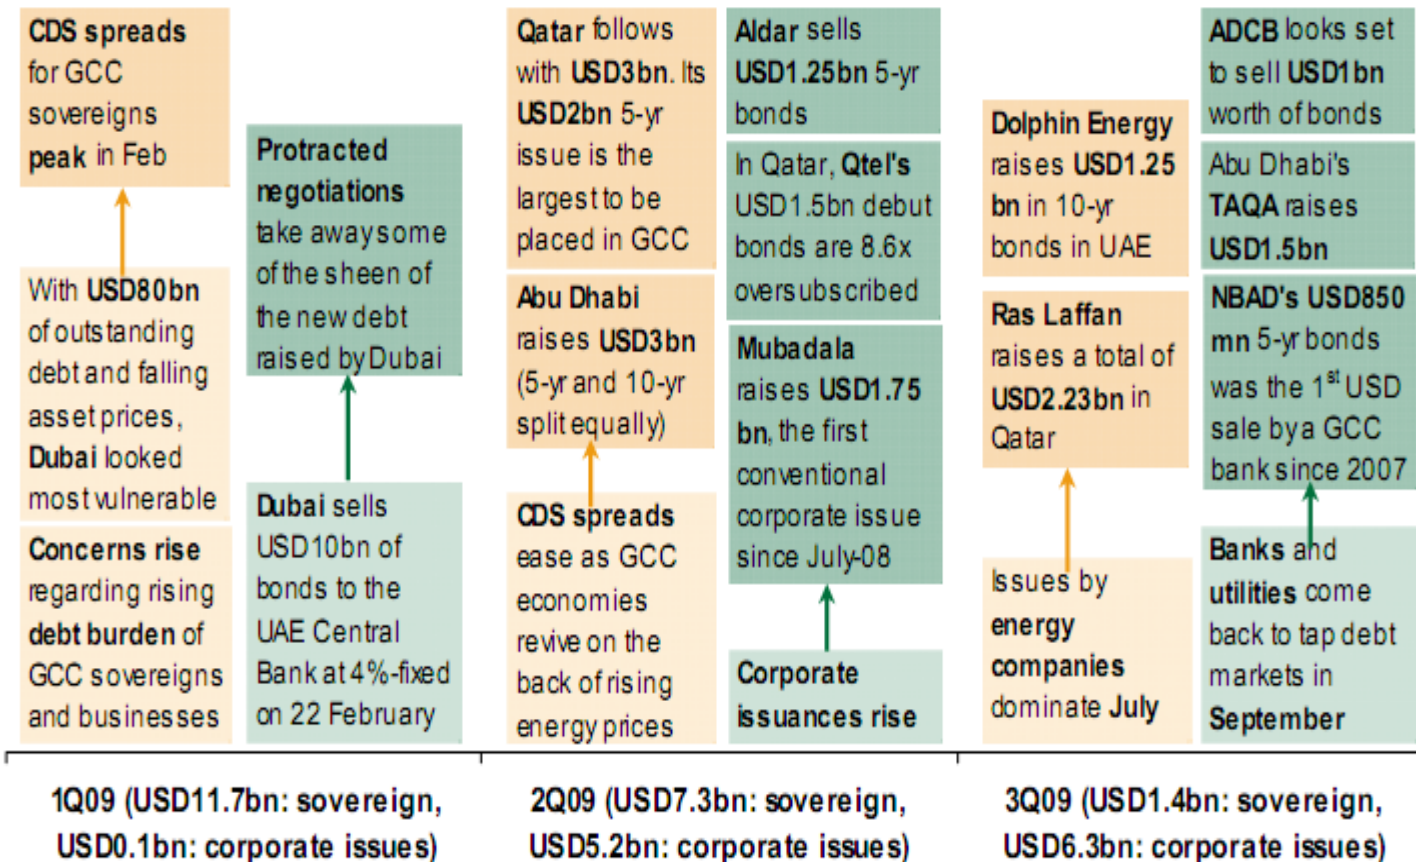 CDS spreads
for GCC
sovereigns
peak in Feb
With USD80bn
of outstanding
debt and falling
asset prices,
Dubai looked
most vulnerable
Concerns rise
regarding rising
debt burden of
GCC sovereigns
and businesses
Protracted
negotiations
take away some
of the sheen of
the new debt
raised by Dubai
Dubai sells
USD10bn of
bonds to the
UAE Central
Bank at 4%-fixed
on 22 February
Qatar follows
with USD3bn. Its
USD2bn 5-yr
issue is the
largest to be
placed in GCC
Abu Dhabi
raises USD3bn
(5-yr and 10-yr
split equally)
CDS spreads
ease as GCC
economies
revive on the
back of rising
energy prices
Aldar sells
USD1.25bn 5-yr
bonds
In Qatar, Qtel's
USD1.5bn debut
bonds are 8.6x
oversubscribed
Mubadala
raises USD1.75
bn, the first
conventional
corporate issue
since July-08
Corporate
issuances rise
Dolphin Energy
raises USD1.25
bn in 10-yr
bonds in UAE
Ras Laffan
raises a total of
USD2.23bn in
Qatar
Issues by
energy
companies
dominate July
ADCB looks set
to sell USD1bn
worth of bonds
Abu Dhabi's
TAQA raises
USD1.5bn
NBAD's USD850
mn 5-yr bonds
was the 1st USD
sale by a GCC
bank since 2007
Banks and
utilities come
back to tap debt
markets in
September
1Q09 (USD11.7bn: sovereign,
USD0.1bn: corporate issues)
2Q09 (USD7.3bn: sovereign,
USD5.2bn: corporate issues)
3Q09 (USD1.4bn: sovereign,
USD6.3bn: corporate issues)